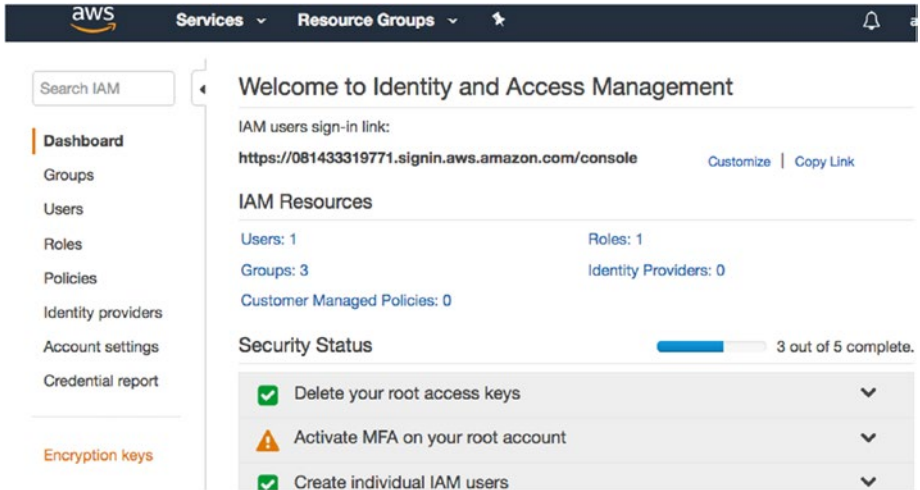 aws
Services
Resource Groups
Search IAM
Dashboard
Groups
Users
Roles
Policies
Identity providers
Account settings
Credential report
Encryption keys
Welcome to Identity and Access Management
IAM users sign-in link:
https://081433319771.signin.aws.amazon.com/console
Customize | Copy Link
IAM Resources
Users: 1
Roles: 1
Groups: 3
Identity Providers: 0
Customer Managed Policies: 0
Security Status
3 out of 5 complete.
Delete your root access keys
Activate MFA on your root account
Create individual IAM users